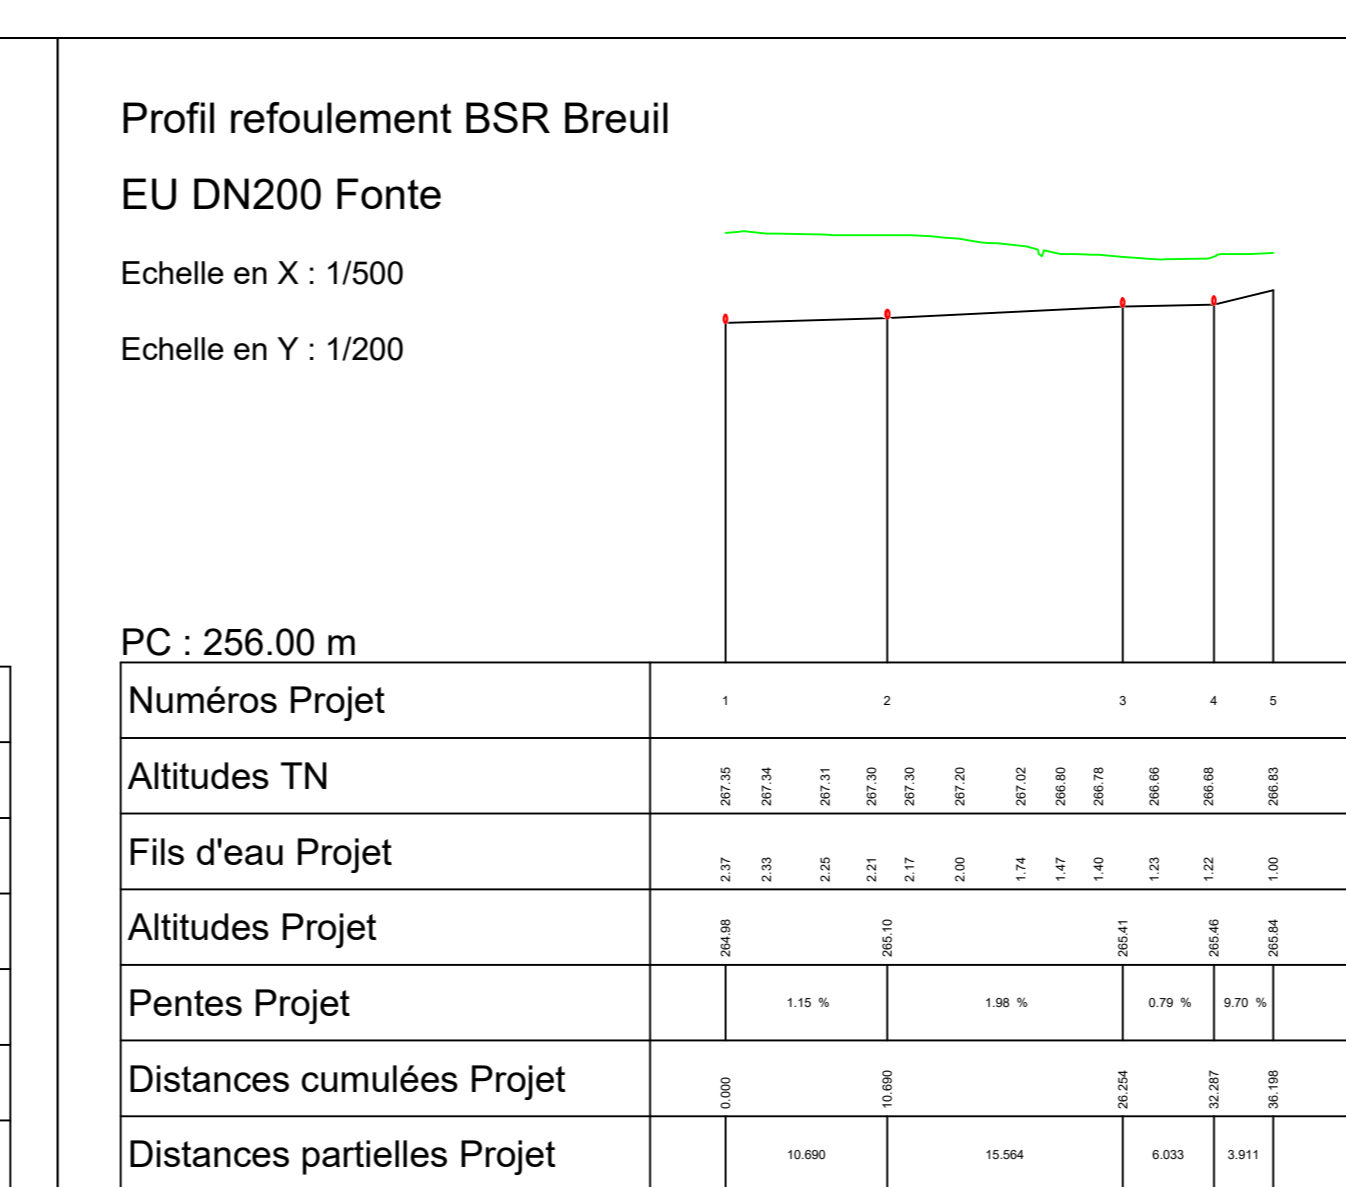 Profil refoulement BSR Breuil
EU DN200 Fonte
Echelle en X : 1/500
Echelle en Y : 1/200
PC : 256.00 m
Numéros Projet 1 2 3 4 5
Altitudes TN 267.35 267.34 267.31 267.30 267.30 267.20 267.02 266.80 266.78 266.66 266.68 266.83
Fils d'eau Projet 2.37 2.33 2.25 2.21 2.17 2.00 1.74 1.47 1.40 1.23 1.22 1.00
Altitudes Projet 264.98 265.10 265.41 265.46 265.84
Pentes Projet 1.15 % 1.98 % 0.79 % 9.70 %
Distances cumulées Projet 0.000 10.690 26.254 32.287 36.198
Distances partielles Projet 10.690 15.564 6.033 3.911